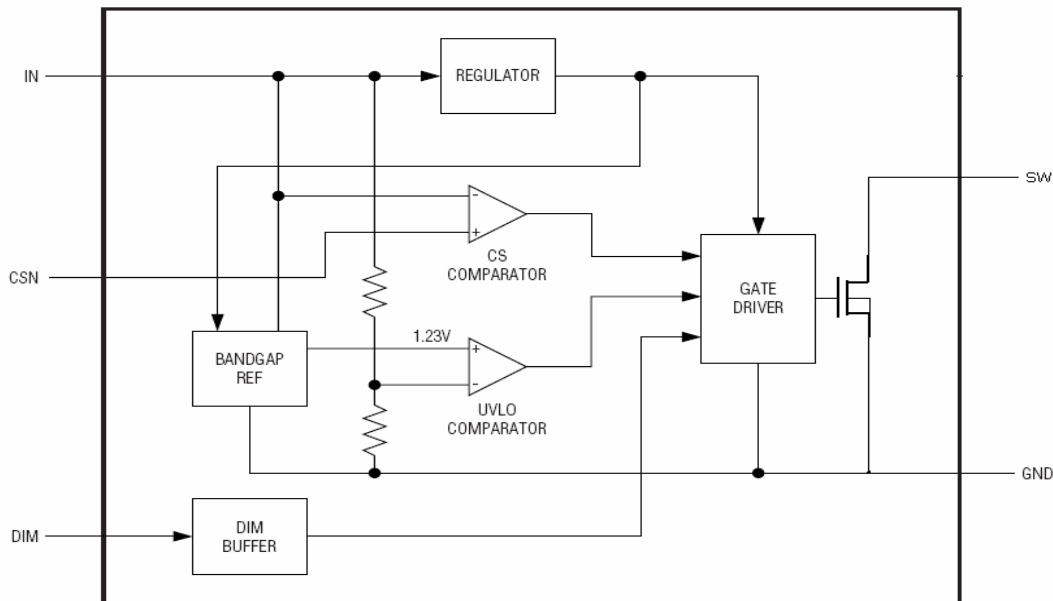 IN
REGULATOR
SW
-
+
CS
COMPARATOR
CSN
GATE
DRIVER
1.23V
BANDGAP
REF
+
-
UVLO
COMPARATOR
GND
DIM
DIM
BUFFER